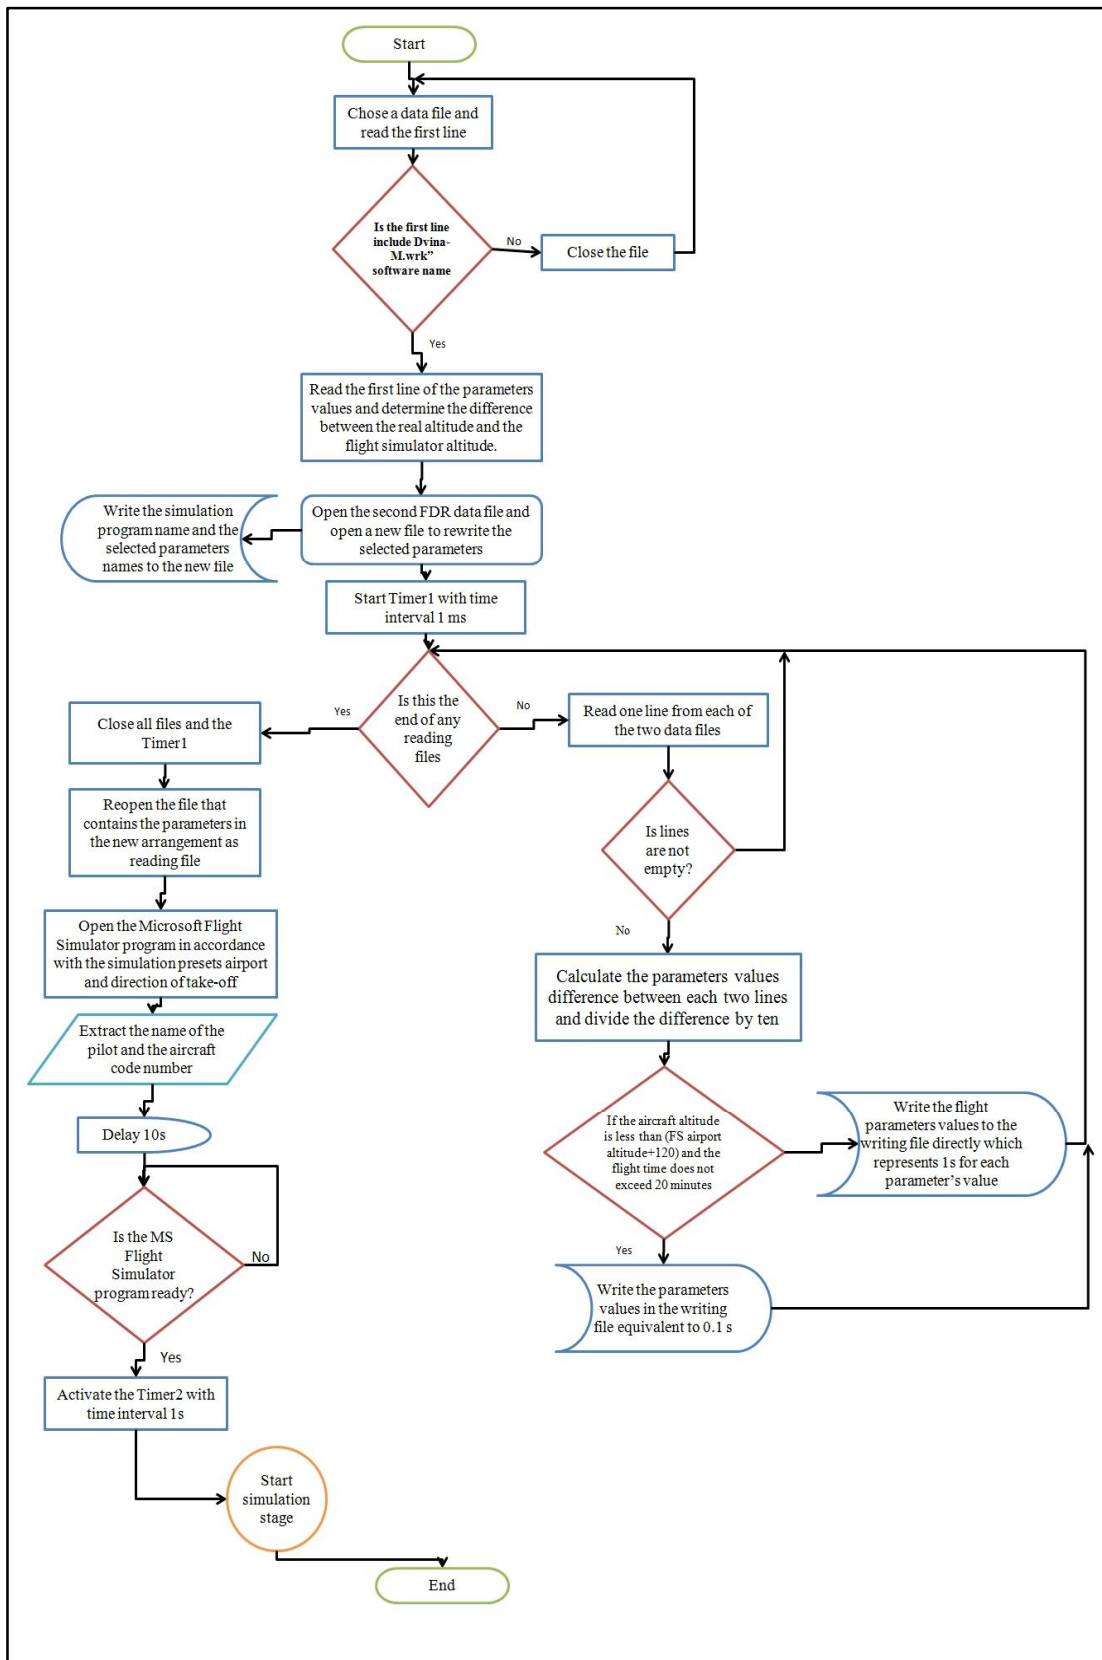 Start
Chose a data file and
read the first line
Is the first line
include Dvina-
M.wrk”
software name
No
Close the file
Yes
Read the first line of the parameters
values and determine the difference
between the real altitude and the
flight simulator altitude.
Write the simulation
program name and the
selected parameters
names to the new file
Open the second FDR data file and
open a new file to rewrite the
selected parameters
Start Timer1 with time
interval 1 ms
Is this the
end of any
reading
files
Yes
No
Close all files and the
Timer1
Read one line from each of
the two data files
Reopen the file that
contains the parameters in
the new arrangement as
reading file
Is lines
are not
empty?
No
Open the Microsoft Flight
Simulator program in accordance
with the simulation presets airport
and direction of take-off
Calculate the parameters values
difference between each two lines
and divide the difference by ten
Extract the name of the
pilot and the aircraft
code number
Delay 10s
If the aircraft altitude
is less than (FS airport
altitude+120) and the
flight time does not
exceed 20 minutes
Write the flight
parameters values to the
writing file directly which
represents 1s for each
parameter’s value
Is the MS
Flight
Simulator
program ready?
No
Yes
Write the parameters
values in the writing
file equivalent to 0.1 s
Yes
Activate the Timer2 with
time interval 1s
Start
simulation
stage
End